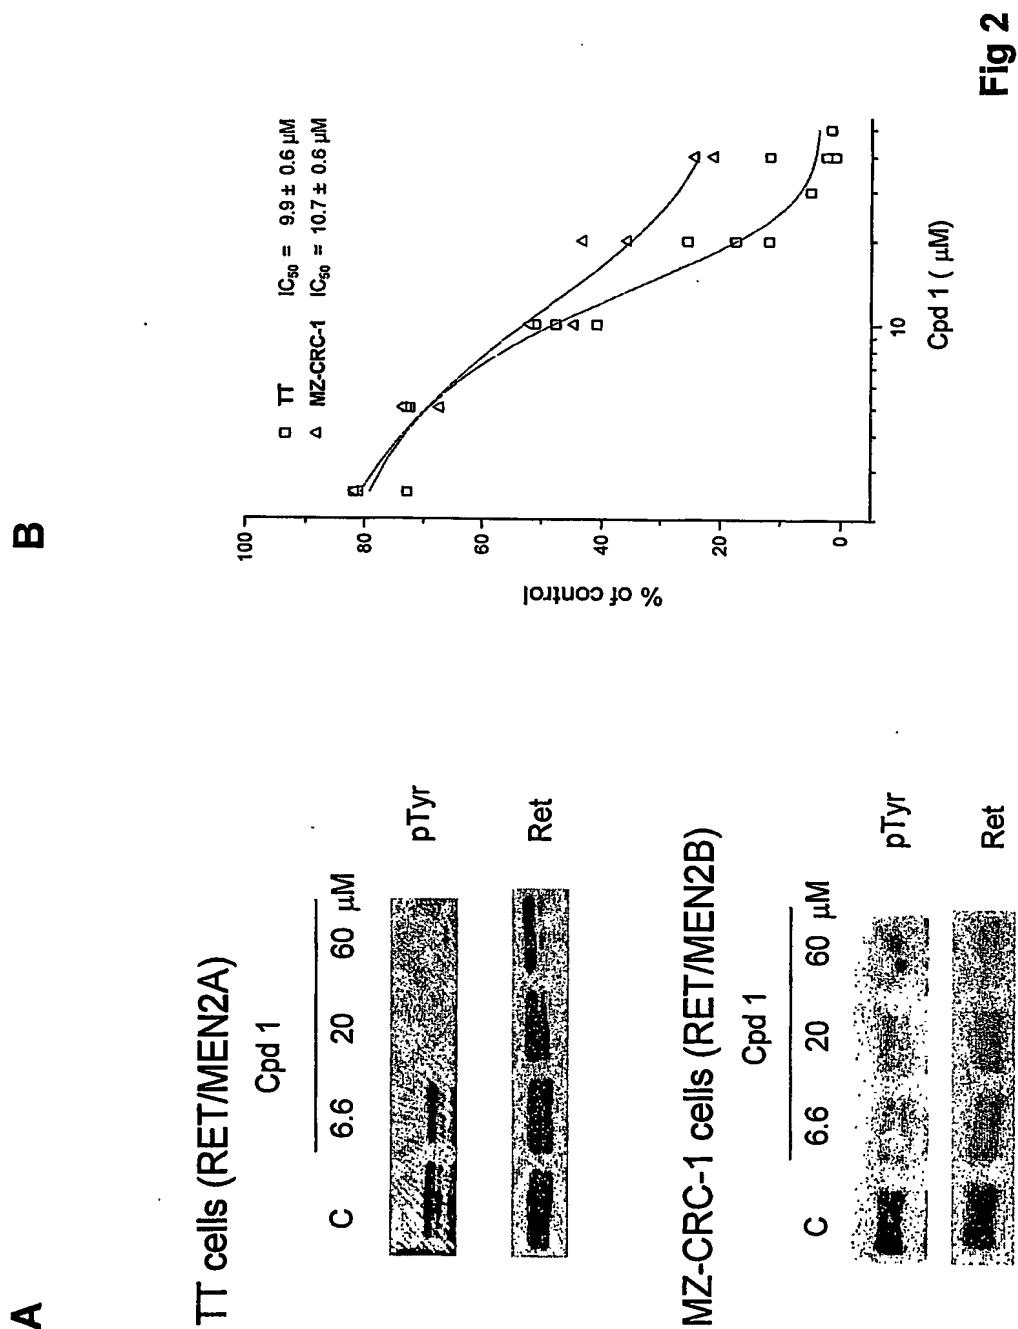 A
TT cells (RET/MEN2A)
Cpd 1
C 6.6 20 60 μM
pTyr
Ret
MZ-CRC-1 cells (RET/MEN2B)
Cpd 1
C 6.6 20 60 μM
pTyr
Ret
B
TT IC50 = 9.9 ± 0.6 μM
MZ-CRC-1 IC50 = 10.7 ± 0.6 μM
100
80
60
40
20
0
% of control
10
Cpd 1 ( μM)
Fig 2